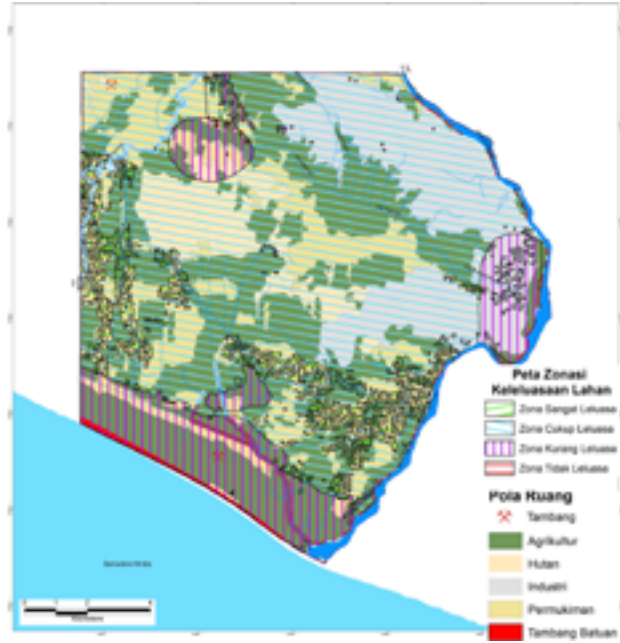 Peta Zonasi
Keleluasaan Lahan
Zona Sangat Leluasa
Zona Cukup Leluasa
Zona Kurang Leluasa
Zona Tidak Leluasa
Pola Ruang
Tambang
Agrikultur
Hutan
Industri
Permukiman
Tambang Batuan